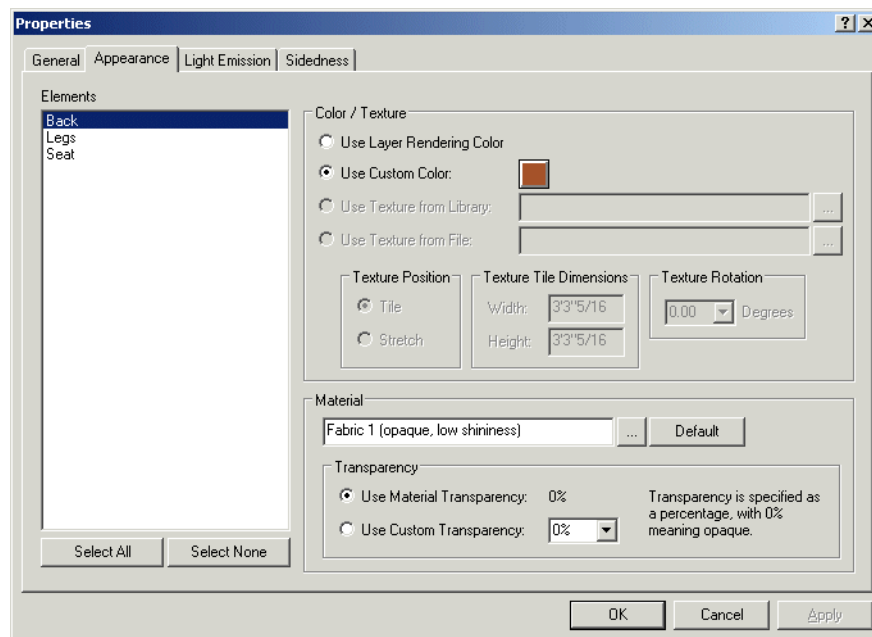 Properties
General Appearance Light Emission Sidedness
Elements
Back
Legs
Seat
Select All Select None
Color / Texture
Use Layer Rendering Color
Use Custom Color:
Use Texture from Library: ...
Use Texture from File: ...
Texture Position
Tile
Stretch
Texture Tile Dimensions
Width: 3'3"5/16
Height: 3'3"5/16
Texture Rotation
0.00 Degrees
Material
Fabric 1 (opaque, low shininess) ... Default
Transparency
Use Material Transparency: 0%
Use Custom Transparency: 0%
Transparency is specified as
a percentage, with 0%
meaning opaque.
OK Cancel Apply